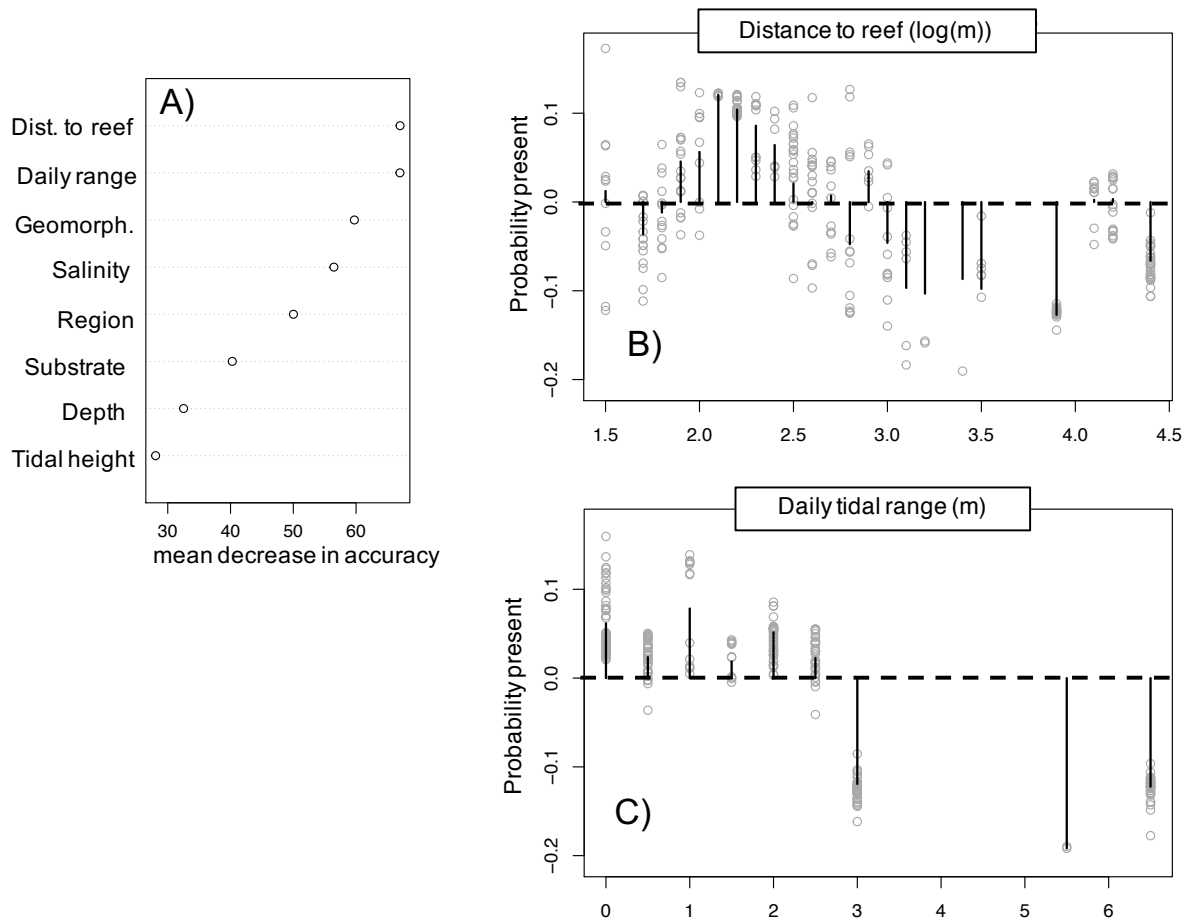 A)
Dist. to reef
Daily range
Geomorph.
Salinity
Region
Substrate
Depth
Tidal height
30 40 50 60
mean decrease in accuracy
Distance to reef (log(m))
Probability present
0.1
0.0
−0.1
−0.2
B)
1.5 2.0 2.5 3.0 3.5 4.0 4.5
Daily tidal range (m)
Probability present
0.1
0.0
−0.1
−0.2
C)
0 1 2 3 4 5 6